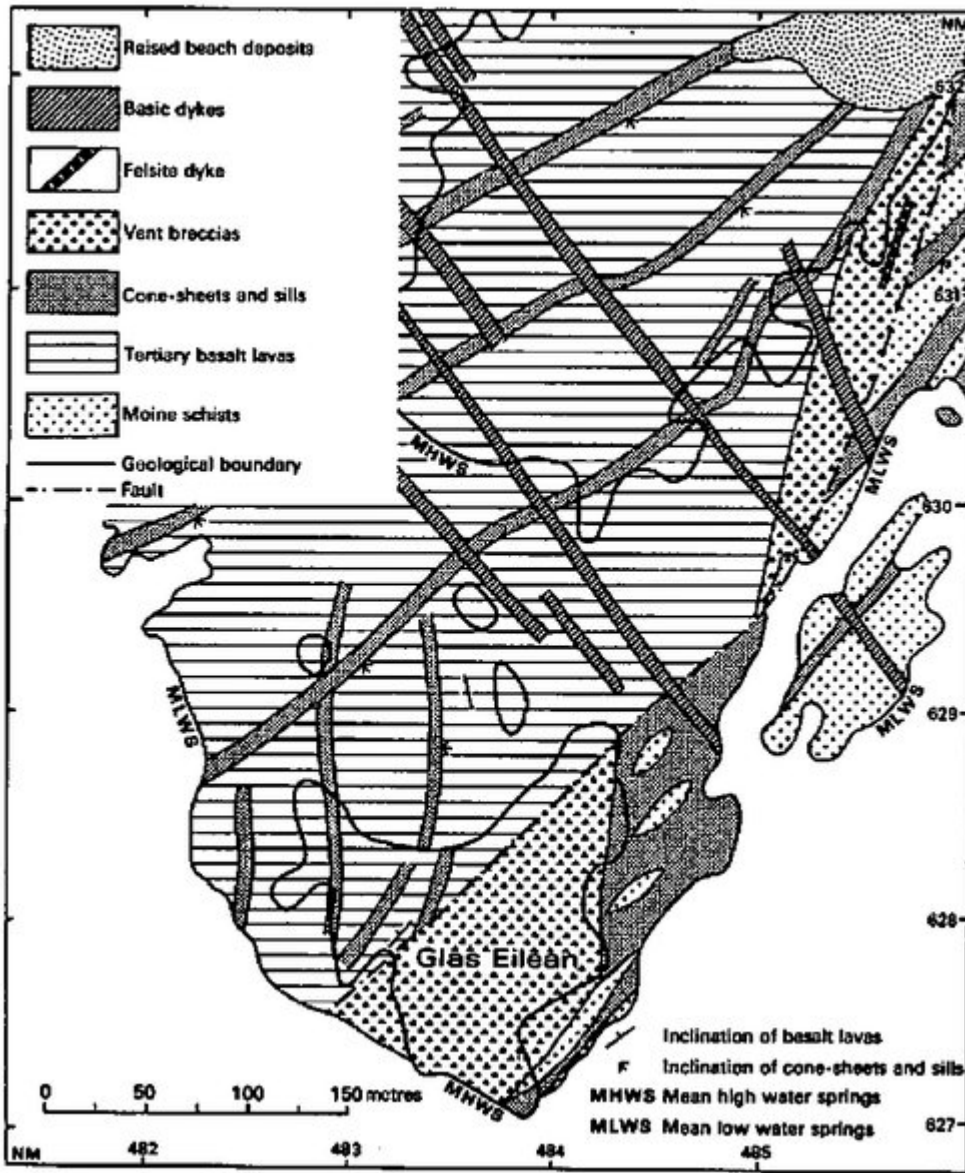 NM
Raised beach deposits
Basic dykes
Felsite dyke
Vent breccias
Cone-sheets and sills
Tertiary basalt lavas
Moine schists
Geological boundary
Fault
632
631
630
629
628
627
MHWS
MLWS
MLWS
MLWS
Glas Eilean
Inclination of basalt lavas
Inclination of cone-sheets and sills
MHWS Mean high water springs
MLWS Mean low water springs
0 50 100 150 metres
MHWS
NM 482 483 484 485